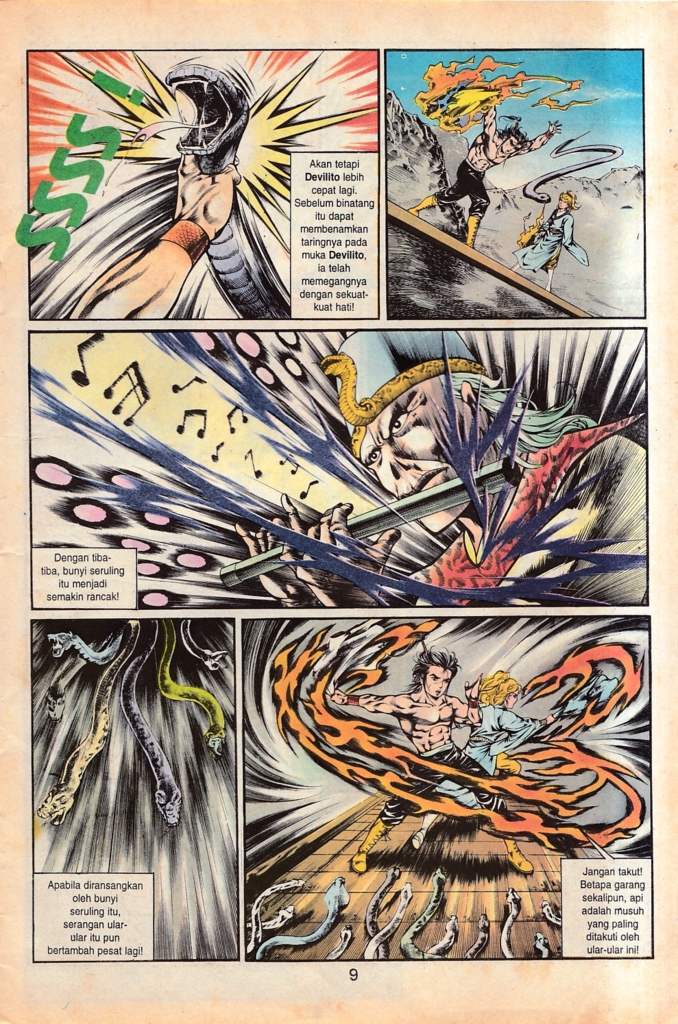 SSSS!
Akan tetapi
Devilito lebih
cepat lagi.
Sebelum binatang
itu dapat
membenamkan
taringnya pada
muka Devilito,
ia telah
memegangnya
dengan sekuat-
kuat hati!
Dengan tiba-
tiba, bunyi seruling
itu menjadi
semakin rancak!
Apabila diransangkan
oleh bunyi
seruling itu,
serangan ular-
ular itu pun
bertambah pesat lagi!
Jangan takut!
Betapa garang
sekalipun, api
adalah musuh
yang paling
ditakuti oleh
ular-ular ini!
9